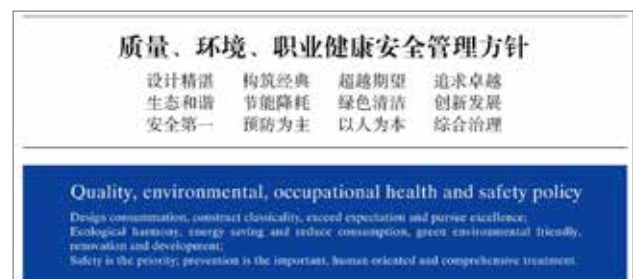 质量、环境、职业健康安全管理方针
设计精湛 构筑经典 超越期望 追求卓越
生态和谐 节能降耗 绿色清洁 创新发展
安全第一 预防为主 以人为本 综合治理
Quality, environmental, occupational health and safety policy
Design consummation, construct classicality, exceed expectation and pursue excellence;
Ecological harmony, energy saving and reduce consumption, green environmental friendly,
renovation and development;
Safety is the priority, prevention is the important, human-oriented and comprehensive treatment.